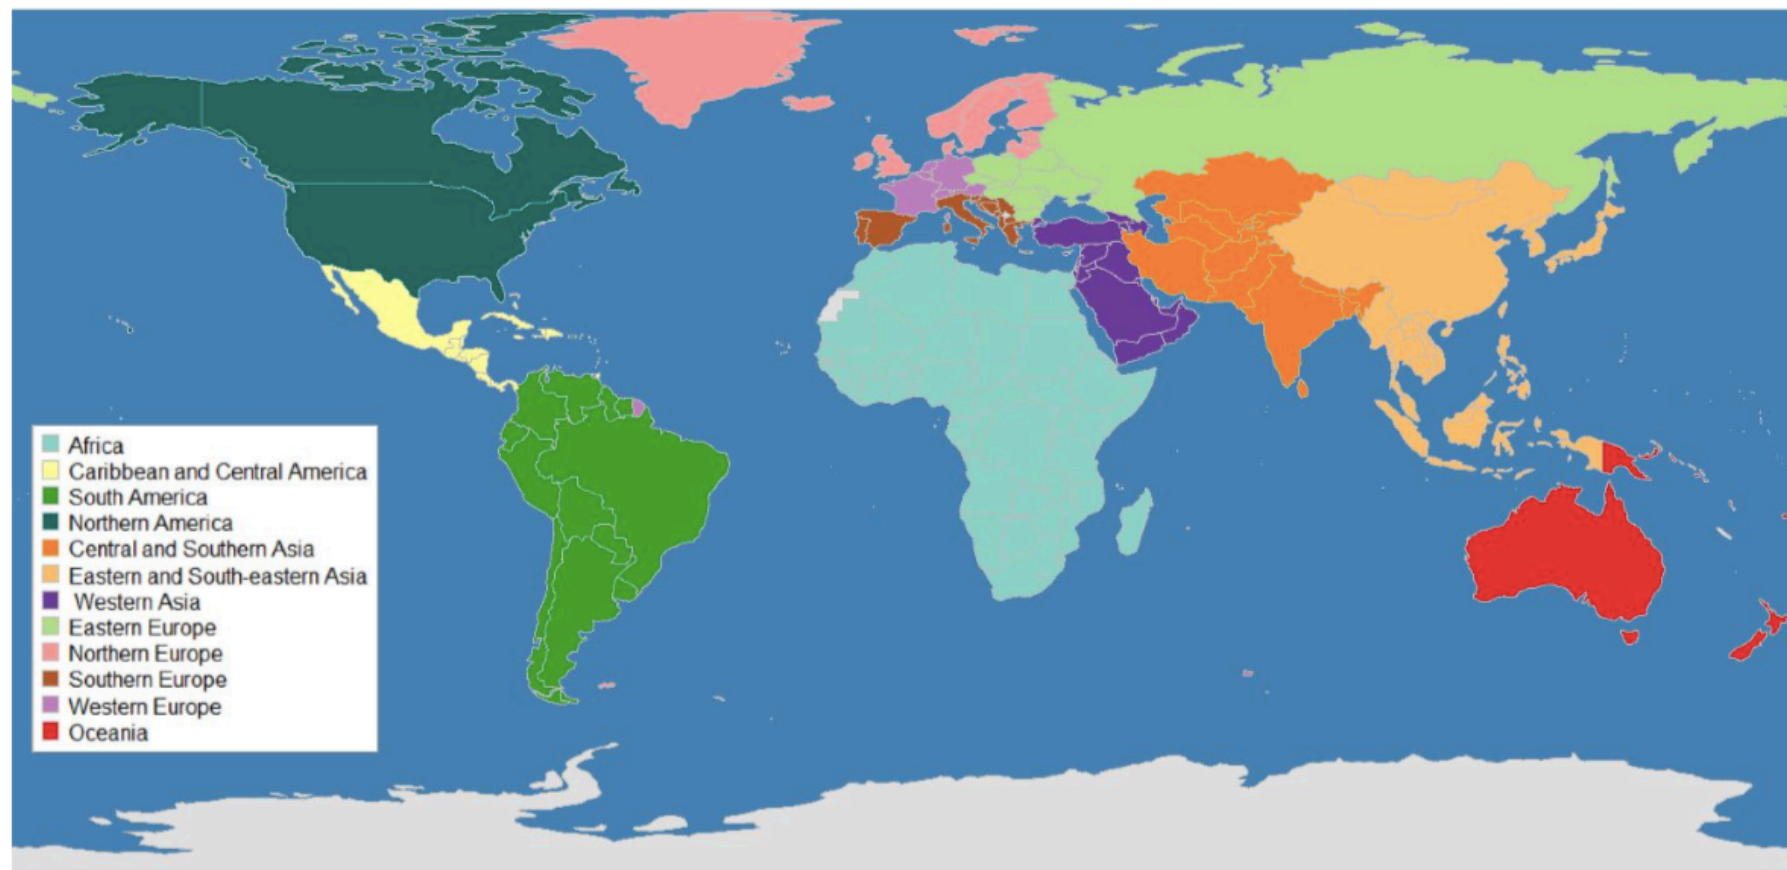 Africa
Caribbean and Central America
South America
Northern America
Central and Southern Asia
Eastern and South-eastern Asia
Western Asia
Eastern Europe
Northern Europe
Southern Europe
Western Europe
Oceania